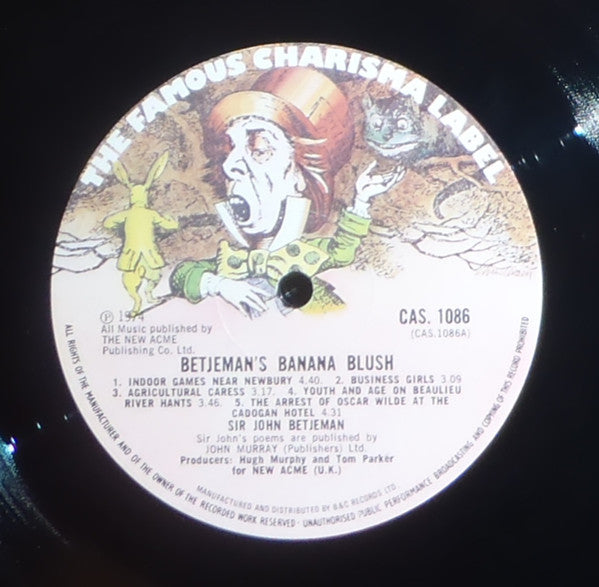 THE FAMOUS CHARISMA LABEL
Ⓟ 1974
All Music published by
THE NEW ACME
Publishing Co. Ltd.
CAS. 1086
(CAS.1086A)
BETJEMAN'S BANANA BLUSH
1. INDOOR GAMES NEAR NEWBURY 4.40. 2. BUSINESS GIRLS 3.09
3. AGRICULTURAL CARESS 3.17. 4. YOUTH AND AGE ON BEAULIEU
RIVER HANTS 3.46. 5. THE ARREST OF OSCAR WILDE AT THE
CADOGAN HOTEL 4.31
SIR JOHN BETJEMAN
Sir John's poems are published by
JOHN MURRAY (Publishers) Ltd.
Producers: Hugh Murphy and Tom Parker
for NEW ACME (U.K.)
MANUFACTURED AND DISTRIBUTED BY B&C RECORDS LTD.
ALL RIGHTS OF THE MANUFACTURER AND OF THE OWNER OF THE RECORDED WORK RESERVED · UNAUTHORISED PUBLIC PERFORMANCE BROADCASTING AND COPYING OF THIS RECORD PROHIBITED